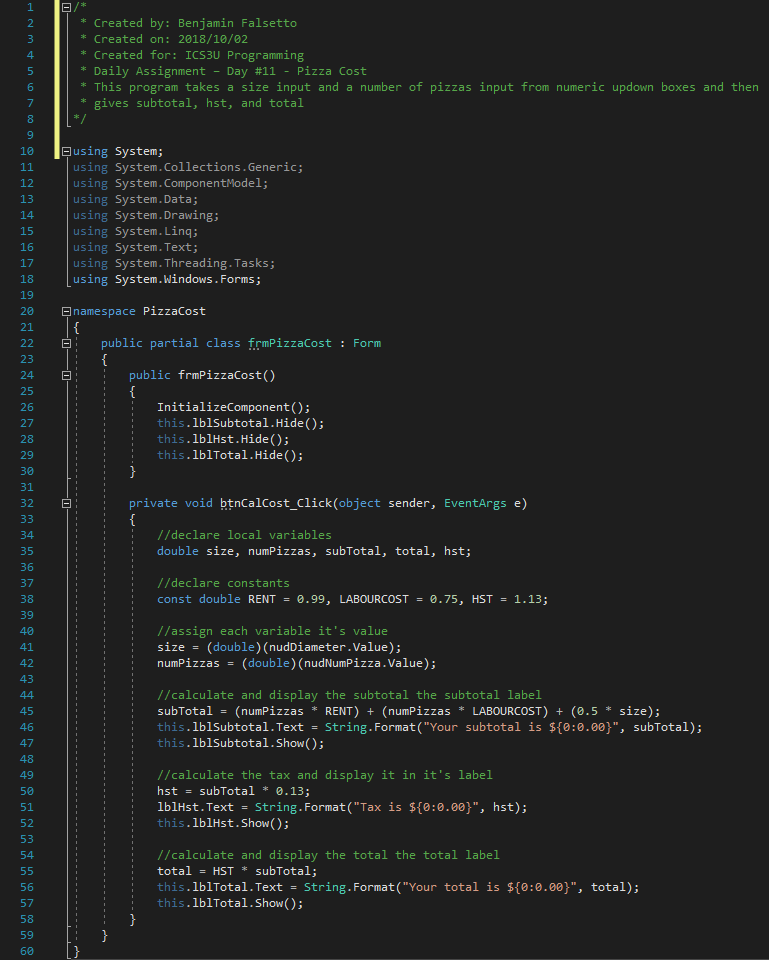 1 /*
2 * Created by: Benjamin Falsetto
3 * Created on: 2018/10/02
4 * Created for: ICS3U Programming
5 * Daily Assignment – Day #11 - Pizza Cost
6 * This program takes a size input and a number of pizzas input from numeric updown boxes and then
7 * gives subtotal, hst, and total
8 */
9
10 using System;
11 using System.Collections.Generic;
12 using System.ComponentModel;
13 using System.Data;
14 using System.Drawing;
15 using System.Linq;
16 using System.Text;
17 using System.Threading.Tasks;
18 using System.Windows.Forms;
19
20 namespace PizzaCost
21 {
22 public partial class frmPizzaCost : Form
23 {
24 public frmPizzaCost()
25 {
26 InitializeComponent();
27 this.lblSubtotal.Hide();
28 this.lblHst.Hide();
29 this.lblTotal.Hide();
30 }
31
32 private void btnCalCost_Click(object sender, EventArgs e)
33 {
34 //declare local variables
35 double size, numPizzas, subTotal, total, hst;
36
37 //declare constants
38 const double RENT = 0.99, LABOURCOST = 0.75, HST = 1.13;
39
40 //assign each variable it's value
41 size = (double)(nudDiameter.Value);
42 numPizzas = (double)(nudNumPizza.Value);
43
44 //calculate and display the subtotal the subtotal label
45 subTotal = (numPizzas * RENT) + (numPizzas * LABOURCOST) + (0.5 * size);
46 this.lblSubtotal.Text = String.Format("Your subtotal is ${0:0.00}", subTotal);
47 this.lblSubtotal.Show();
48
49 //calculate the tax and display it in it's label
50 hst = subTotal * 0.13;
51 lblHst.Text = String.Format("Tax is ${0:0.00}", hst);
52 this.lblHst.Show();
53
54 //calculate and display the total the total label
55 total = HST * subTotal;
56 this.lblTotal.Text = String.Format("Your total is ${0:0.00}", total);
57 this.lblTotal.Show();
58 }
59 }
60 }